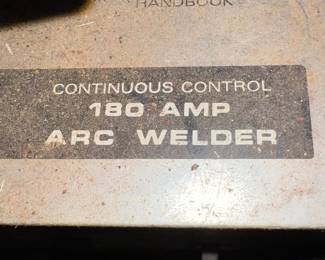 HANDBOOK
CONTINUOUS CONTROL
180 AMP
ARC WELDER